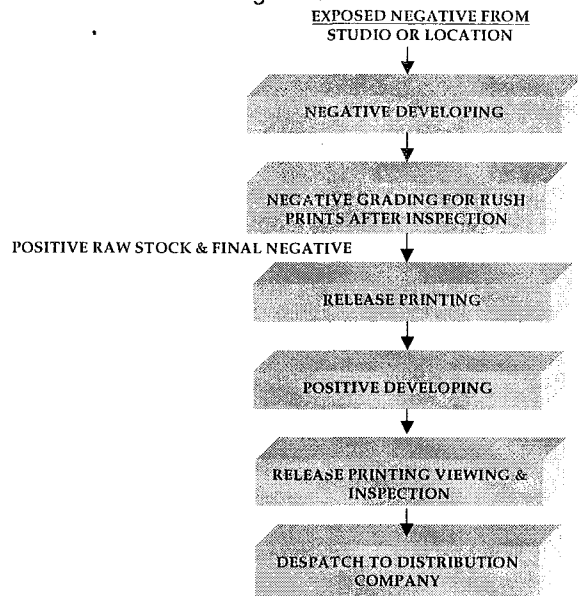 EXPOSED NEGATIVE FROM
STUDIO OR LOCATION
NEGATIVE DEVELOPING
NEGATIVE GRADING FOR RUSH
PRINTS AFTER INSPECTION
POSITIVE RAW STOCK & FINAL NEGATIVE
RELEASE PRINTING
POSITIVE DEVELOPING
RELEASE PRINTING VIEWING &
INSPECTION
DESPATCH TO DISTRIBUTION
COMPANY